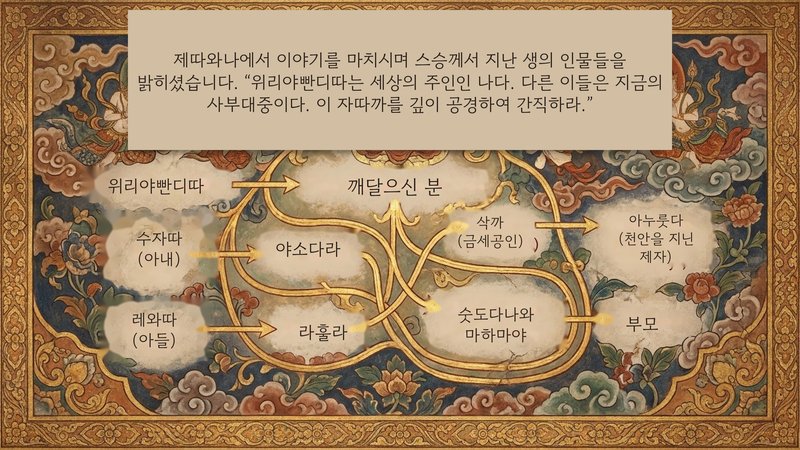 제따와나에서 이야기를 마치시며 스승께서 지난 생의 인물들을
밝히셨습니다. “위리야빤디따는 세상의 주인인 나다. 다른 이들은 지금의
사부대중이다. 이 자따까를 깊이 공경하여 간직하라.”
위리야빤디따
깨달으신 분
수자따
(아내)
야소다라
삭까
(금세공인)
아누룻다
(천안을 지닌
제자)
레와따
(아들)
라훌라
숫도다나와
마하마야
부모